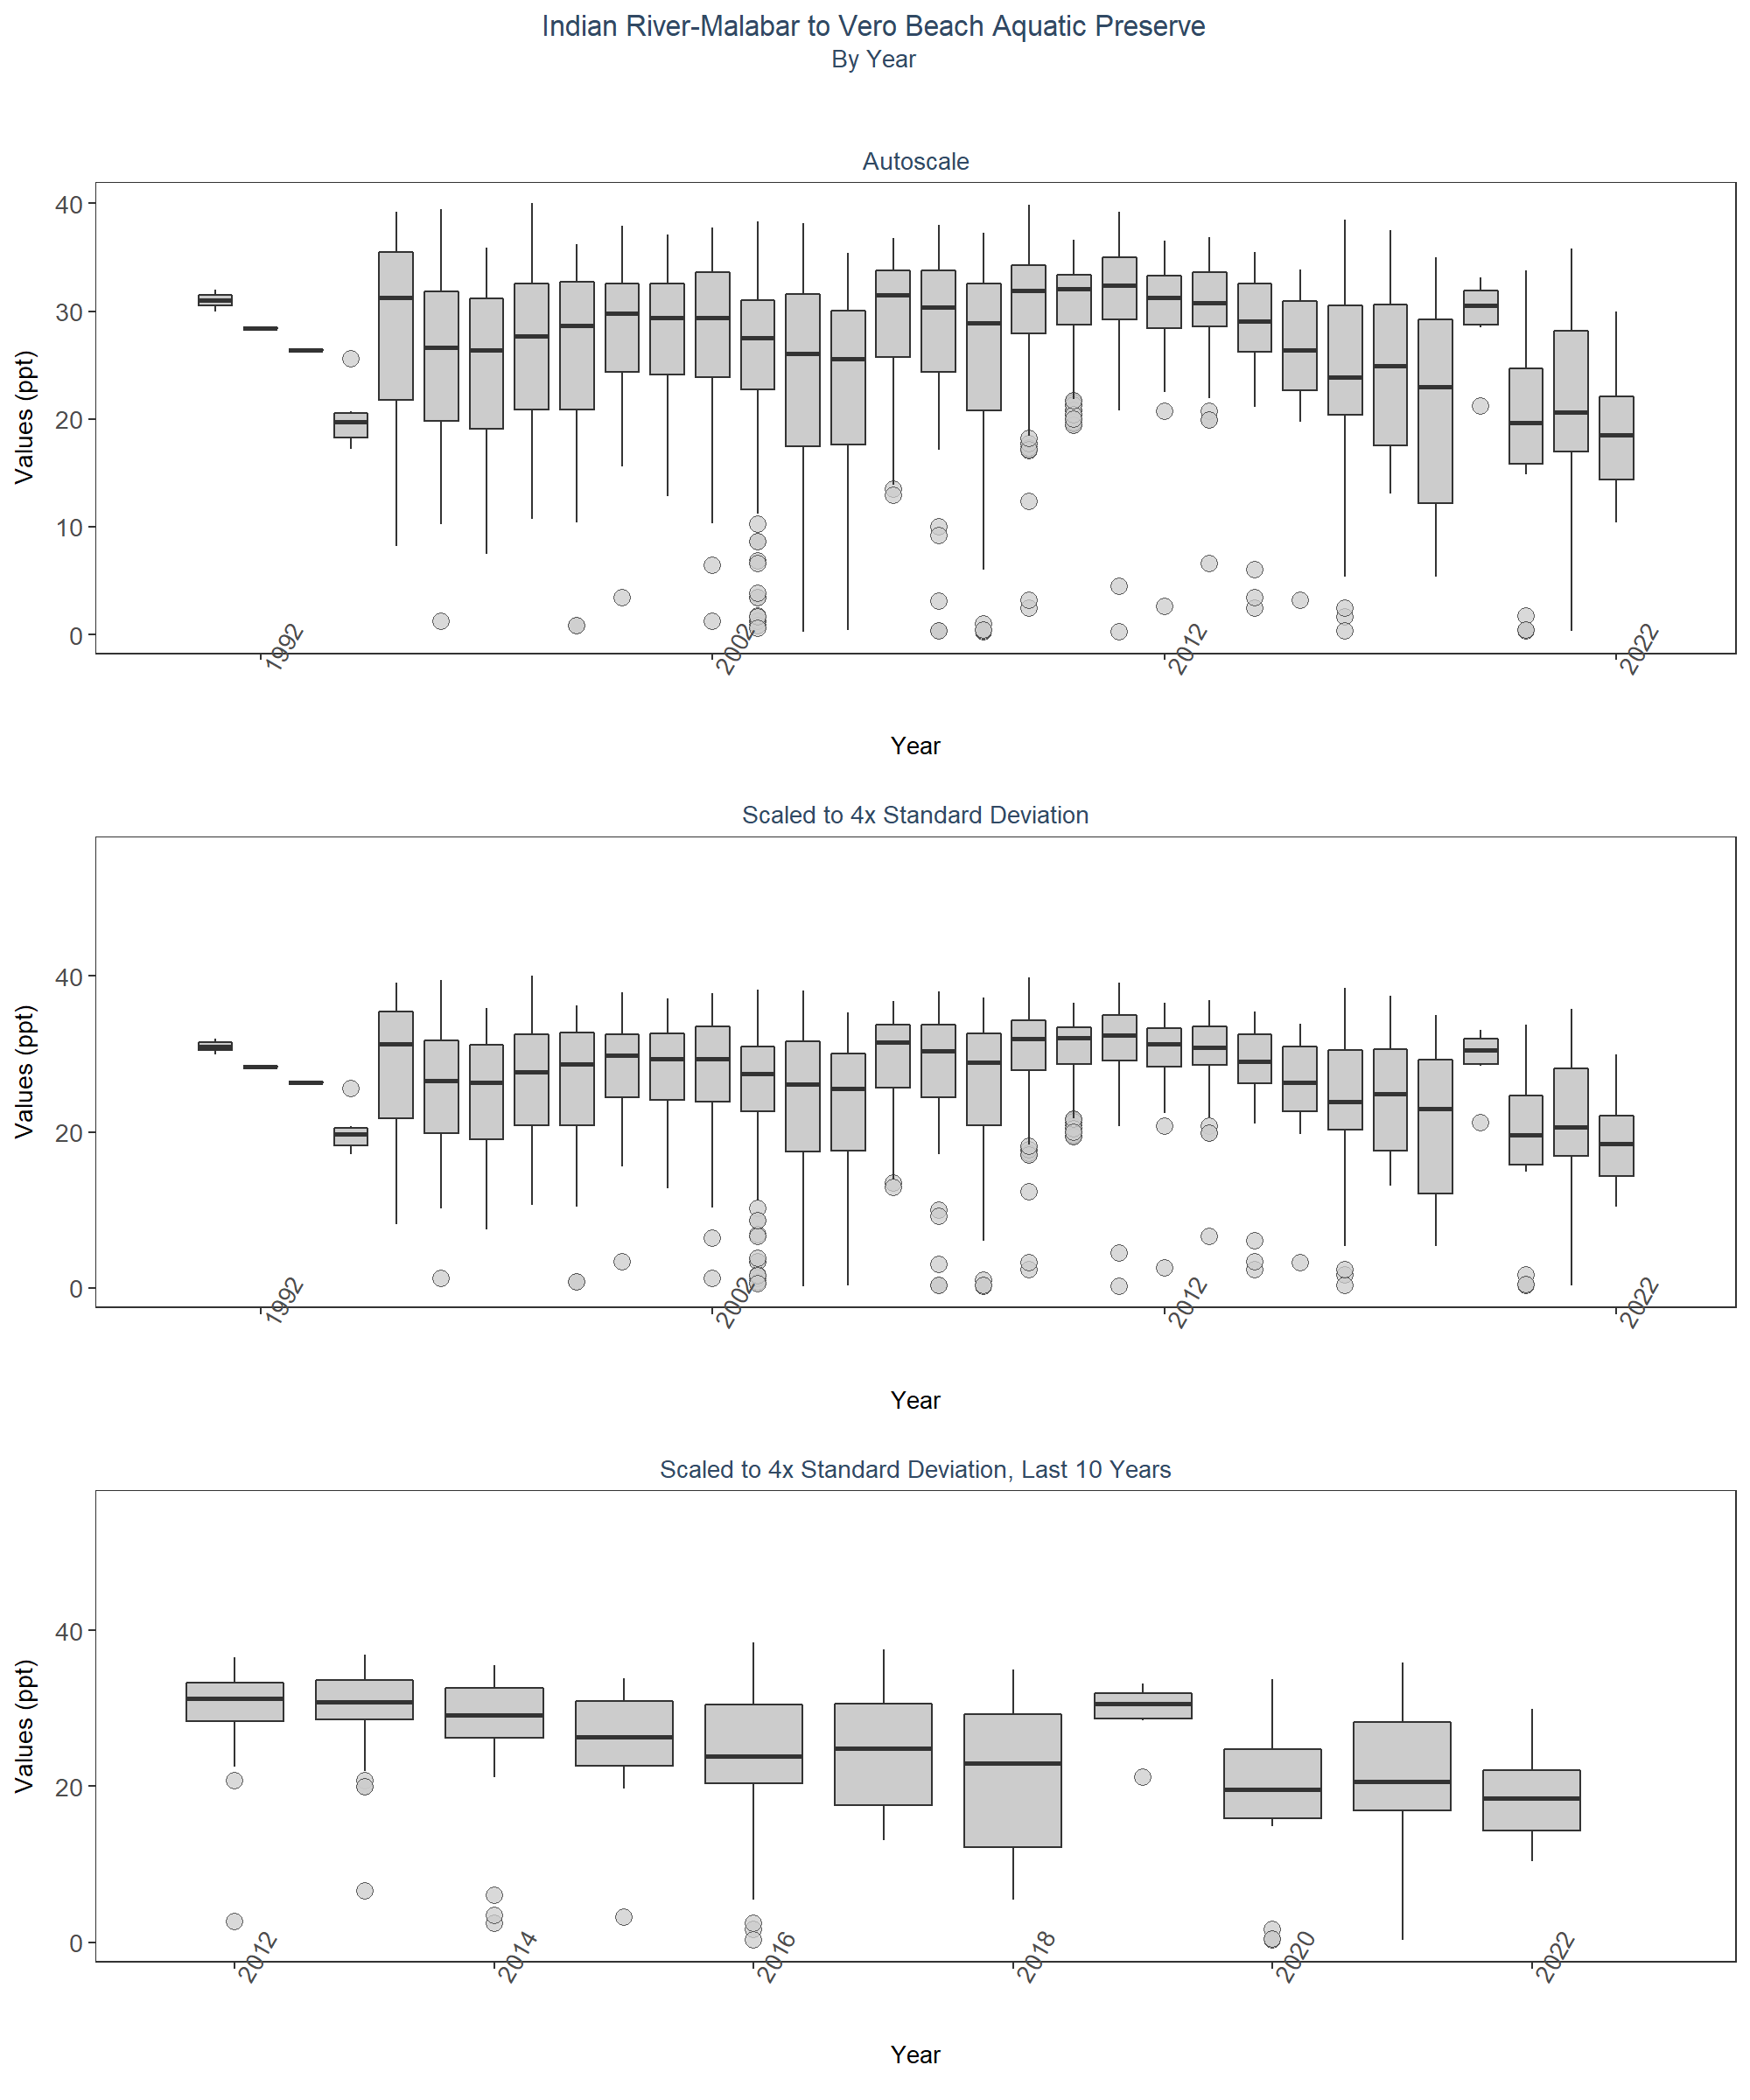 Indian River-Malabar to Vero Beach Aquatic Preserve
By Year
Autoscale
Values (ppt)
40
30
20
10
0
1992
2002
2012
2022
Year
Scaled to 4x Standard Deviation
Values (ppt)
40
20
0
1992
2002
2012
2022
Year
Scaled to 4x Standard Deviation, Last 10 Years
Values (ppt)
40
20
0
2012
2014
2016
2018
2020
2022
Year